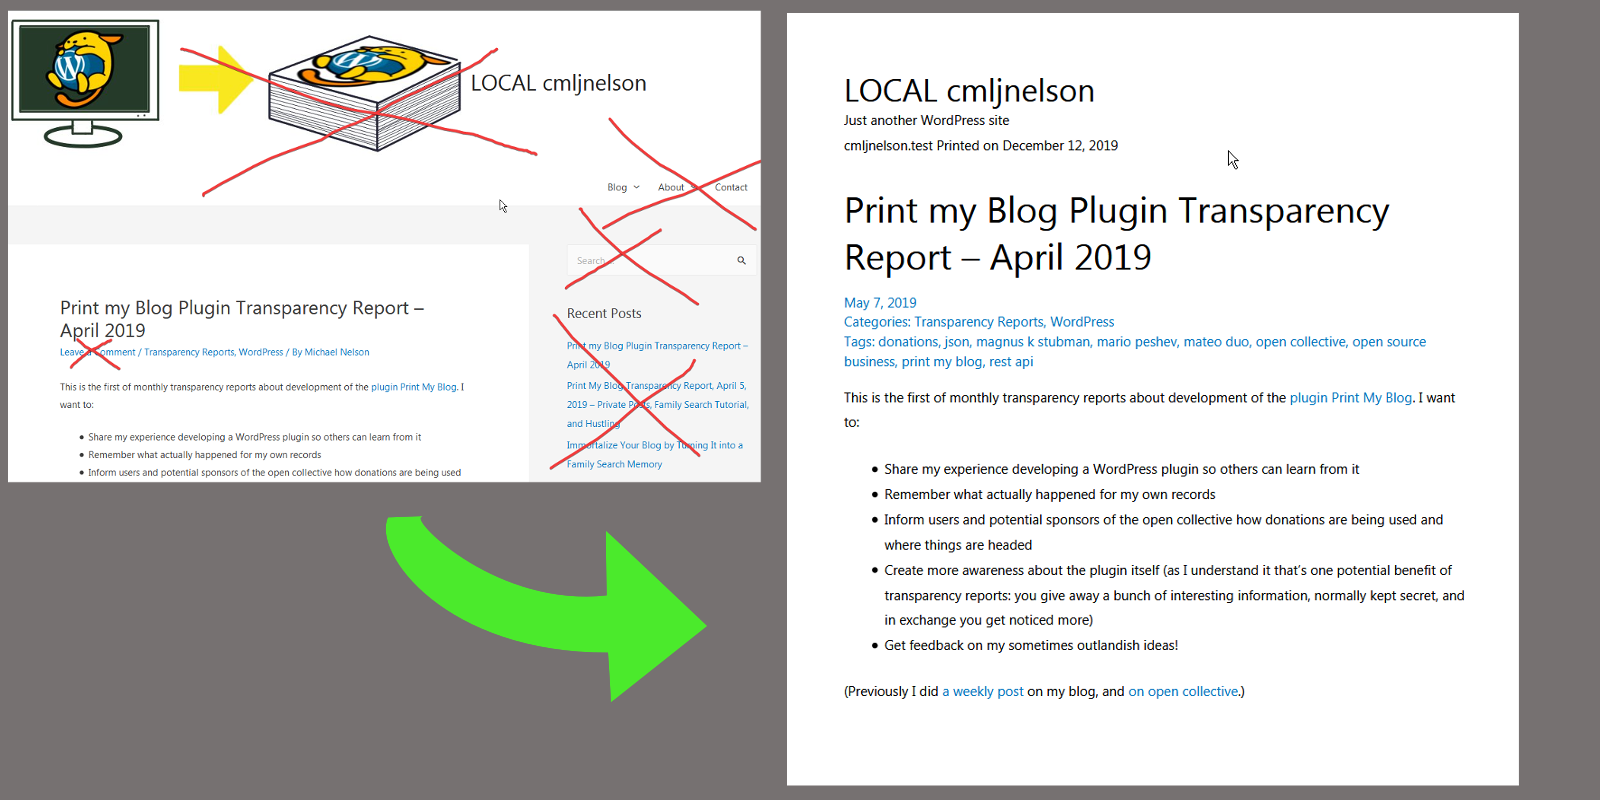 LOCAL cmljnelson
Blog About Contact
Search
Print my Blog Plugin Transparency Report –
April 2019
Leave a Comment / Transparency Reports, WordPress / By Michael Nelson
This is the first of monthly transparency reports about development of the plugin Print My Blog. I
want to:
• Share my experience developing a WordPress plugin so others can learn from it
• Remember what actually happened for my own records
• Inform users and potential sponsors of the open collective how donations are being used
Recent Posts
Print my Blog Plugin Transparency Report –
April 2019
Print My Blog Transparency Report, April 5,
2019 – Private Posts, Family Search Tutorial,
and Hustling
Immortalize Your Blog by Turning It into a
Family Search Memory
LOCAL cmljnelson
Just another WordPress site
cmljnelson.test Printed on December 12, 2019
Print my Blog Plugin Transparency
Report – April 2019
May 7, 2019
Categories: Transparency Reports, WordPress
Tags: donations, json, magnus k stubman, mario peshev, mateo duo, open collective, open source
business, print my blog, rest api
This is the first of monthly transparency reports about development of the plugin Print My Blog. I want
to:
• Share my experience developing a WordPress plugin so others can learn from it
• Remember what actually happened for my own records
• Inform users and potential sponsors of the open collective how donations are being used and
where things are headed
• Create more awareness about the plugin itself (as I understand it that's one potential benefit of
transparency reports: you give away a bunch of interesting information, normally kept secret, and
in exchange you get noticed more)
• Get feedback on my sometimes outlandish ideas!
(Previously I did a weekly post on my blog, and on open collective.)